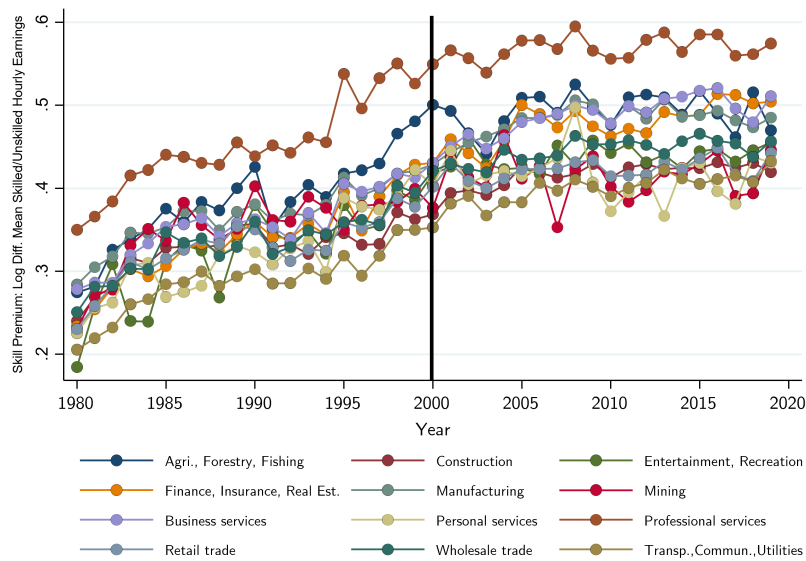 Skill Premium: Log Diff. Mean Skilled/Unskilled Hourly Earnings
.6
.5
.4
.3
.2
1980 1985 1990 1995 2000 2005 2010 2015 2020
Year
Agri., Forestry, Fishing Construction Entertainment, Recreation
Finance, Insurance, Real Est. Manufacturing Mining
Business services Personal services Professional services
Retail trade Wholesale trade Transp.,Commun.,Utilities